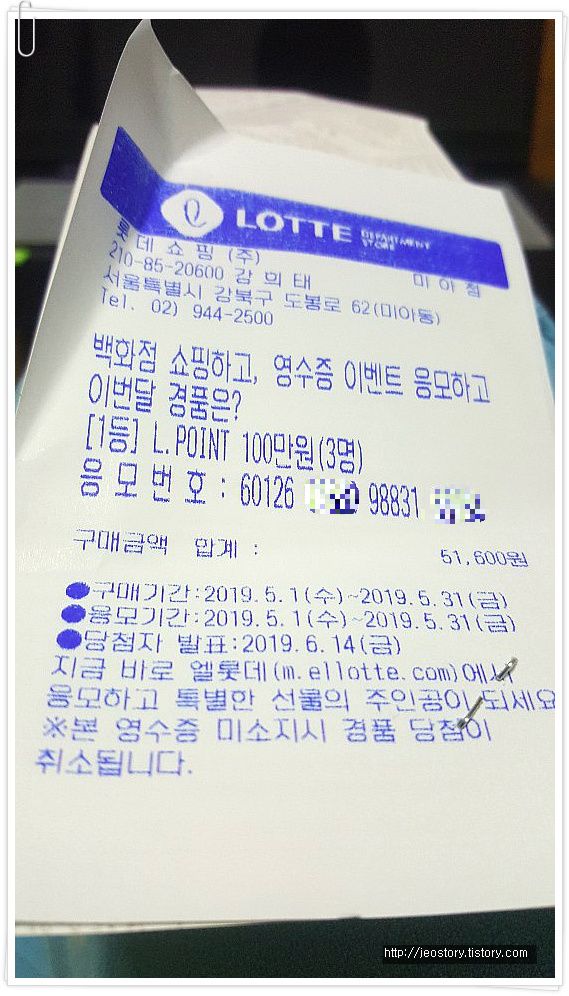 LOTTE DEPARTMENT STORE
롯데쇼핑 (주)
210-85-20600 강 희 태 미 아 점
서울특별시 강북구 도봉로 62(미아동)
Tel. 02) 944-2500
백화점 쇼핑하고, 영수증 이벤트 응모하고
이번달 경품은?
[1등] L.POINT 100만원(3명)
응 모 번 호 : 60126 98831
구매금액 합계 : 51,600원
●구매기간:2019.5.1(수)~2019.5.31(금)
●응모기간:2019.5.1(수)~2019.5.31(금)
●당첨자 발표:2019.6.14(금)
지금 바로 엘롯데(m.ellotte.com)에서
응모하고 특별한 선물의 주인공이 되세요
※본 영수증 미소지시 경품 당첨이
취소됩니다.
http://jeostory.tistory.com